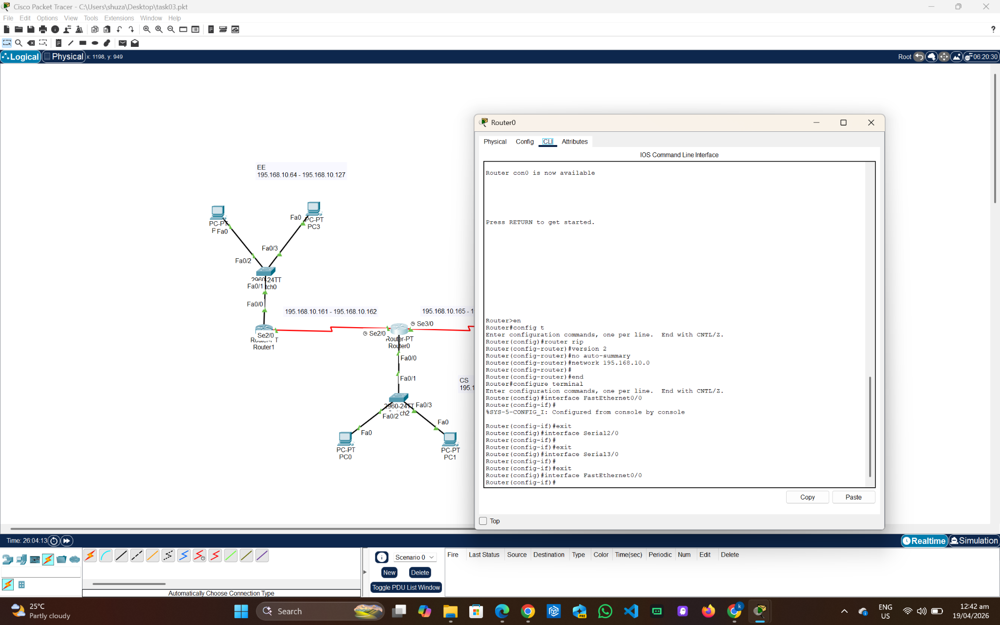 Cisco Packet Tracer - C:\Users\shuza\Desktop\task03.pkt
File Edit Options View Tools Extensions Window Help
?
Logical Physical x: 1198, y: 949 Root 06:20:30
EE
195.168.10.64 - 195.168.10.127
PC-PT
Fa0
Fa0
PC-PT
PC3
Fa0/3
Fa0/2
2960-24TT
Fa0/1 tch0
Fa0/0
195.168.10.161 - 195.168.10.162
195.168.10.165 - 1
Se3/0
Se2/0
Se2/0
Router1
Router-PT
Router0
Fa0/0
Fa0/1
CS
195.1
2960-24TT
Fa0/3
Fa0/2
Fa0
Fa0
PC-PT
PC0
PC-PT
PC1
Router0
Physical Config CLI Attributes
IOS Command Line Interface
Router con0 is now available
Press RETURN to get started.
Router>en
Router#config t
Enter configuration commands, one per line. End with CNTL/Z.
Router(config)#router rip
Router(config-router)#version 2
Router(config-router)#no auto-summary
Router(config-router)#network 195.168.10.0
Router(config-router)#
Router(config-router)#end
Router#configure terminal
Enter configuration commands, one per line. End with CNTL/Z.
Router(config)#interface FastEthernet0/0
Router(config-if)#
%SYS-5-CONFIG_I: Configured from console by console
Router(config-if)#exit
Router(config)#interface Serial2/0
Router(config-if)#
Router(config-if)#exit
Router(config)#interface Serial3/0
Router(config-if)#
Router(config-if)#exit
Router(config)#interface FastEthernet0/0
Router(config-if)#
Copy Paste
Top
Time: 26:04:13 Realtime Simulation
Scenario 0
New Delete
Toggle PDU List Window
Fire Last Status Source Destination Type Color Time(sec) Periodic Num Edit Delete
Automatically Choose Connection Type
25°C
Partly cloudy
Search
PRE
k
ENG
US
12:42 am
19/04/2026